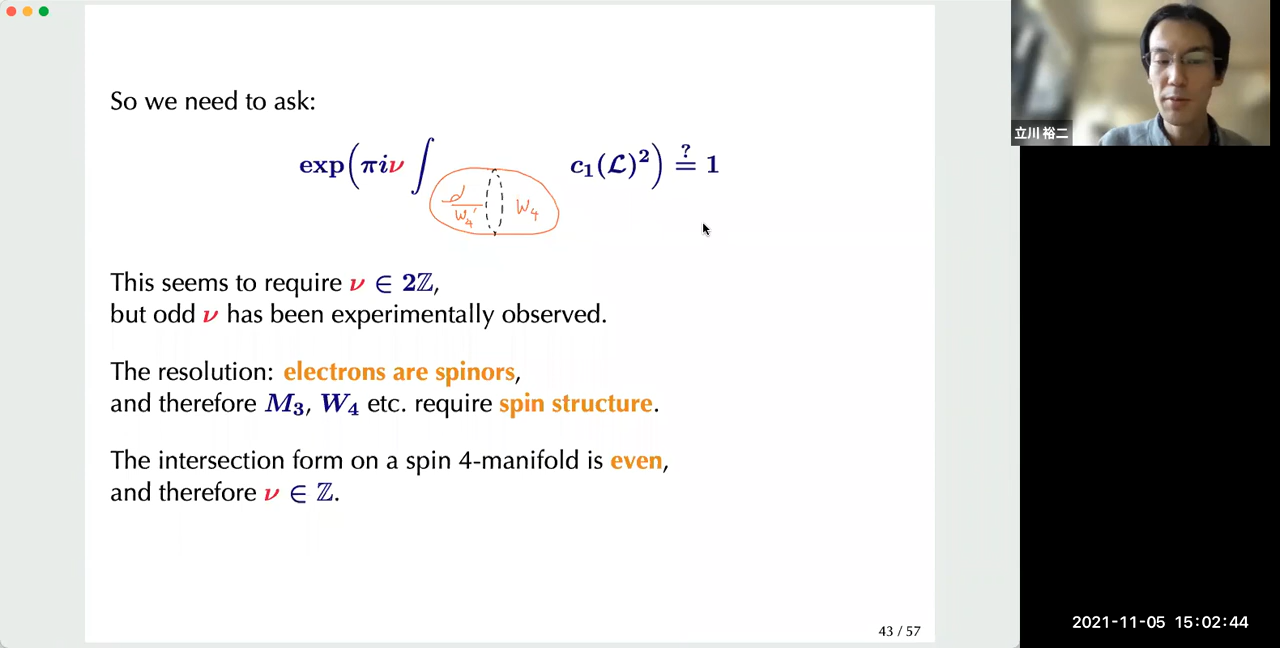 So we need to ask:
exp(πiν ∫ c₁(ℒ)²) ≟ 1
W₄' W₄
This seems to require ν ∈ 2ℤ,
but odd ν has been experimentally observed.
The resolution: electrons are spinors,
and therefore M₃, W₄ etc. require spin structure.
The intersection form on a spin 4-manifold is even,
and therefore ν ∈ ℤ.
43 / 57
立川 裕二
2021-11-05 15:02:44